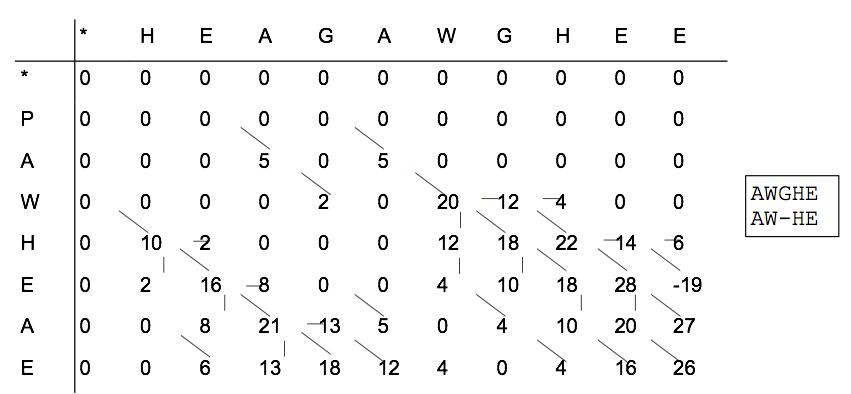 * H E A G A W G H E E
* 0 0 0 0 0 0 0 0 0 0 0
P 0 0 0 0 0 0 0 0 0 0 0
A 0 0 0 5 0 5 0 0 0 0 0
W 0 0 0 0 2 0 20 12 4 0 0
H 0 10 2 0 0 0 12 18 22 14 6
E 0 2 16 8 0 0 4 10 18 28 -19
A 0 0 8 21 13 5 0 4 10 20 27
E 0 0 6 13 18 12 4 0 4 16 26
AWGHE
AW-HE